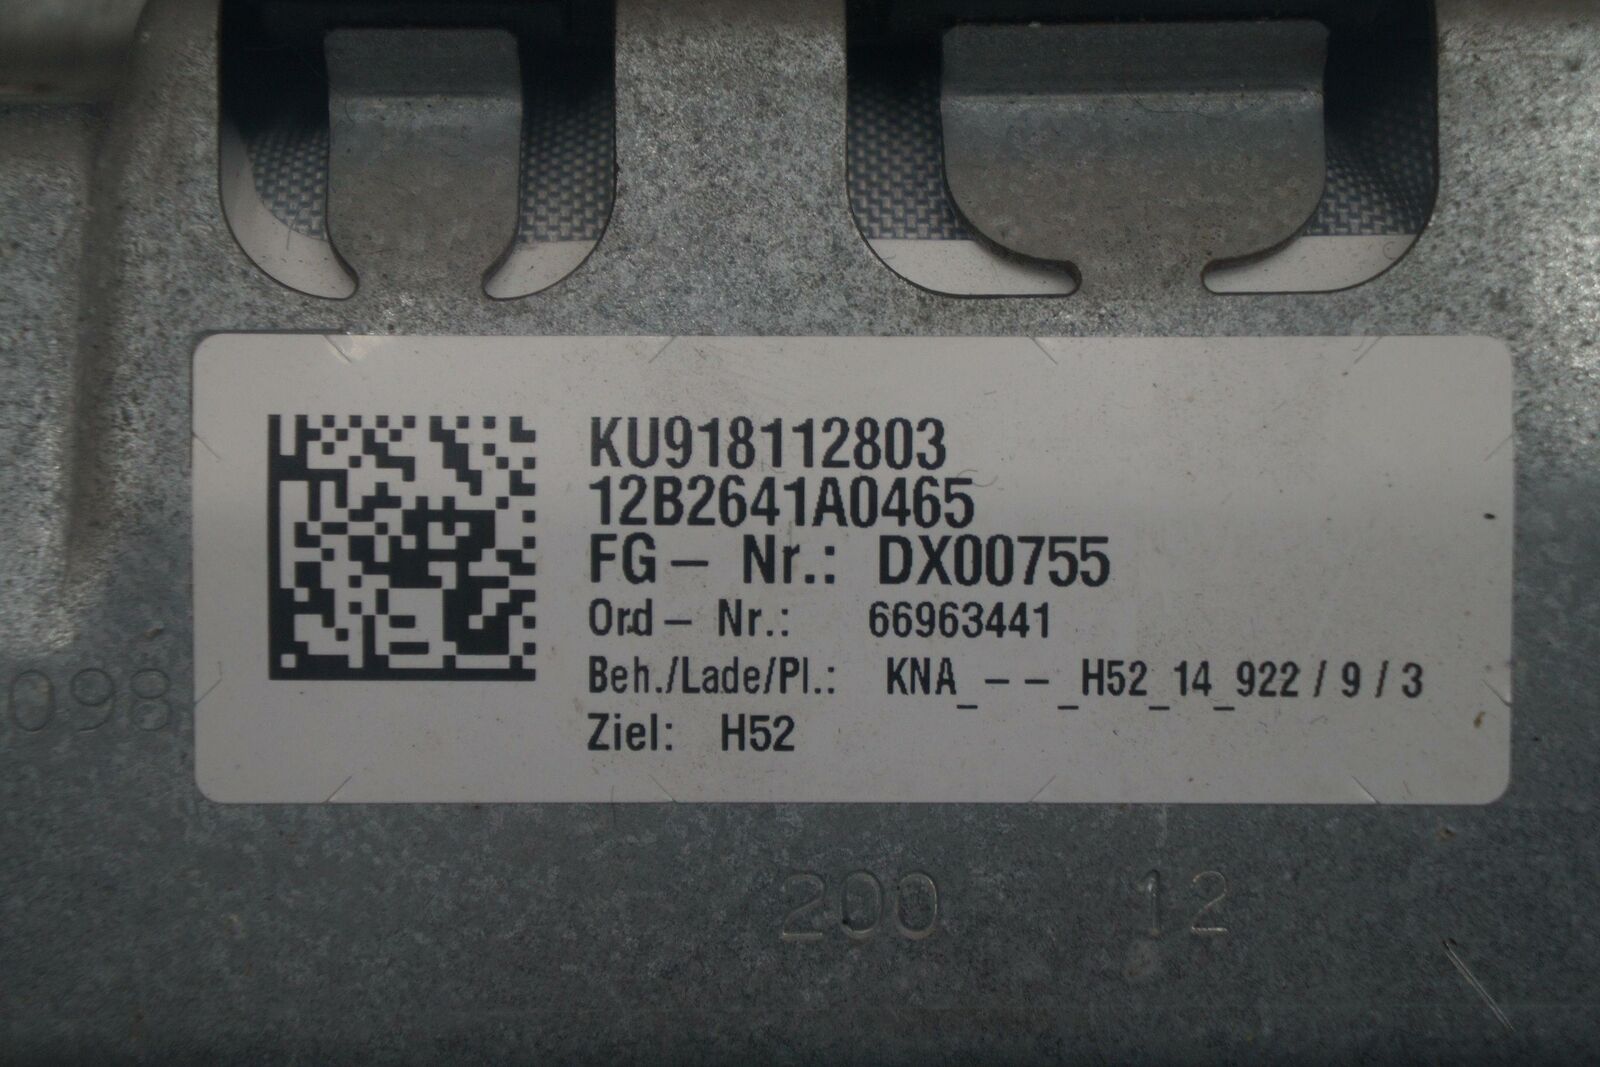 KU918112803
12B2641A0465
FG- Nr.: DX00755
Ord- Nr.: 66963441
Beh./Lade/Pl.: KNA_--_H52_14_922/9/3
Ziel: H52
098
200 12